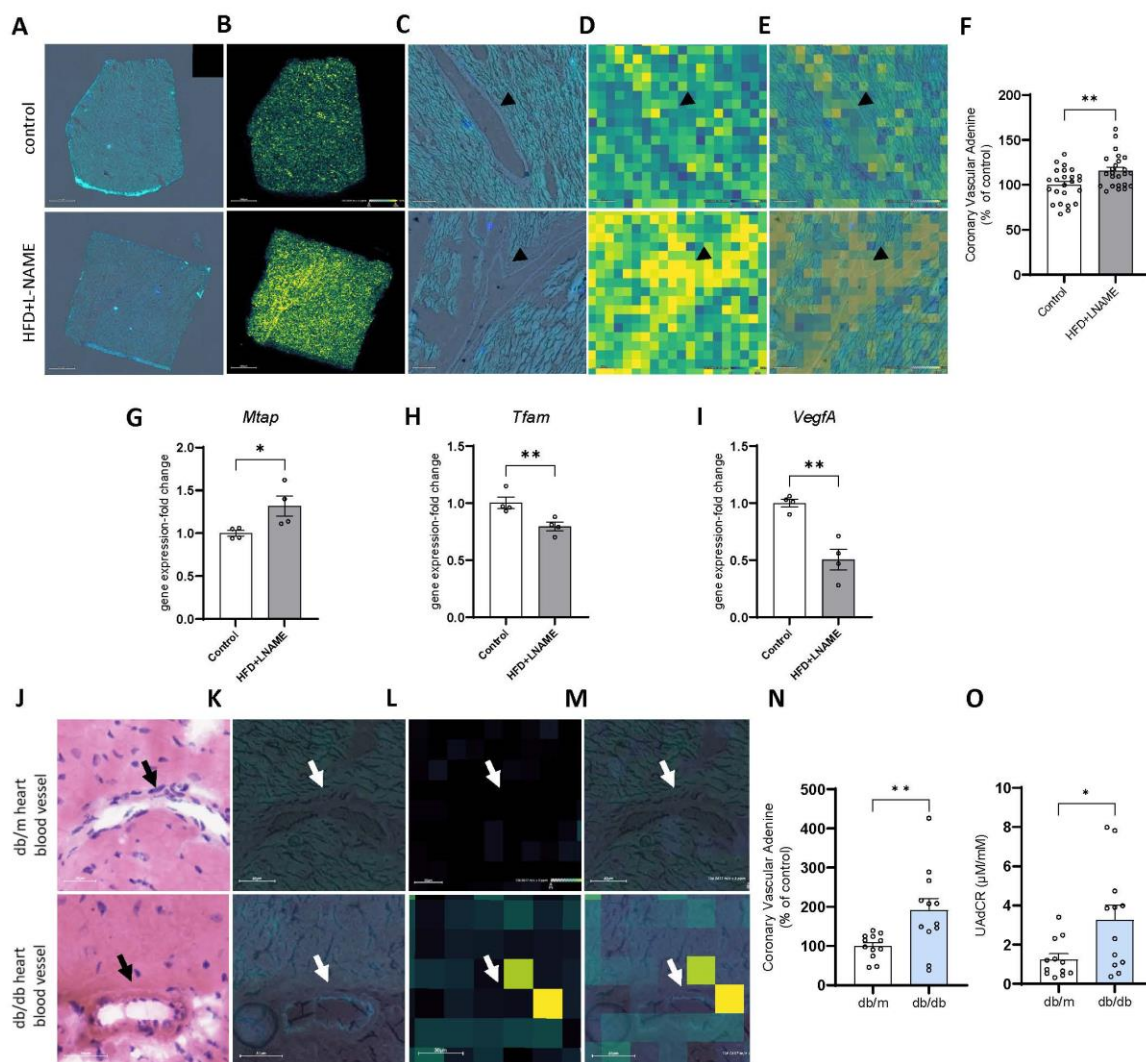 A
B
C
D
E
F
control
HFD+L-NAME
Coronary Vascular Adenine
(% of control)
200
150
100
50
0
**
Control
HFD+LNAME
G
Mtap
gene expression-fold change
2.0
1.5
1.0
0.5
0.0
*
Control
HFD+LNAME
H
Tfam
gene expression-fold change
1.5
1.0
0.5
0.0
**
Control
HFD+LNAME
I
VegfA
gene expression-fold change
1.5
1.0
0.5
0.0
**
Control
HFD+LNAME
J
K
L
M
N
O
db/m heart
blood vessel
db/db heart
blood vessel
Coronary Vascular Adenine
(% of control)
500
400
300
200
100
0
**
db/m
db/db
UAdCR (µM/mM)
10
8
6
4
2
0
*
db/m
db/db